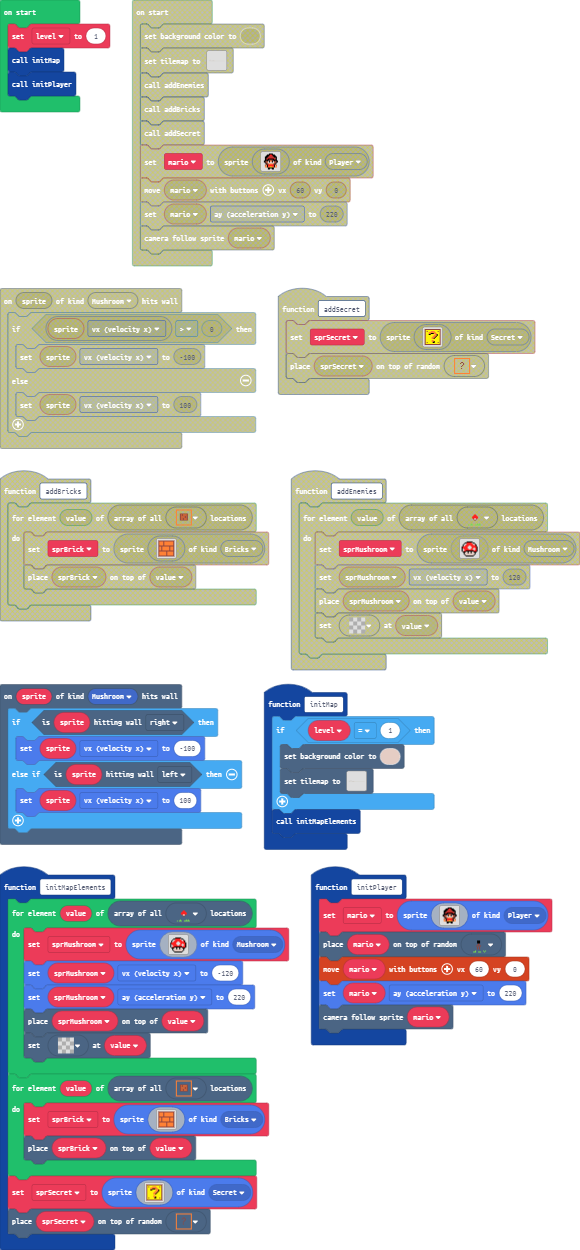 on start
set level to 1
call initMap
call initPlayer
on start
set background color to
set tilemap to
call addEnemies
call addBricks
call addSecret
set mario to sprite of kind Player
move mario with buttons vx 60 vy 0
set mario ay (acceleration y) to 220
camera follow sprite mario
on sprite of kind Mushroom hits wall
if sprite vx (velocity x) > 0 then
set sprite vx (velocity x) to -100
else
set sprite vx (velocity x) to 100
function addSecret
set sprSecret to sprite of kind Secret
place sprSecret on top of random ?
function addBricks
for element value of array of all locations
do
set sprBrick to sprite of kind Bricks
place sprBrick on top of value
function addEnemies
for element value of array of all locations
do
set sprMushroom to sprite of kind Mushroom
set sprMushroom vx (velocity x) to 120
place sprMushroom on top of value
set at value
on sprite of kind Mushroom hits wall
if is sprite hitting wall right then
set sprite vx (velocity x) to -100
else if is sprite hitting wall left then
set sprite vx (velocity x) to 100
function initMap
if level = 1 then
set background color to
set tilemap to
call initMapElements
function initMapElements
for element value of array of all locations
do
set sprMushroom to sprite of kind Mushroom
set sprMushroom vx (velocity x) to -120
set sprMushroom ay (acceleration y) to 220
place sprMushroom on top of value
set at value
for element value of array of all locations
do
set sprBrick to sprite of kind Bricks
place sprBrick on top of value
set sprSecret to sprite of kind Secret
place sprSecret on top of random
function initPlayer
set mario to sprite of kind Player
place mario on top of random
move mario with buttons vx 60 vy 0
set mario ay (acceleration y) to 220
camera follow sprite mario